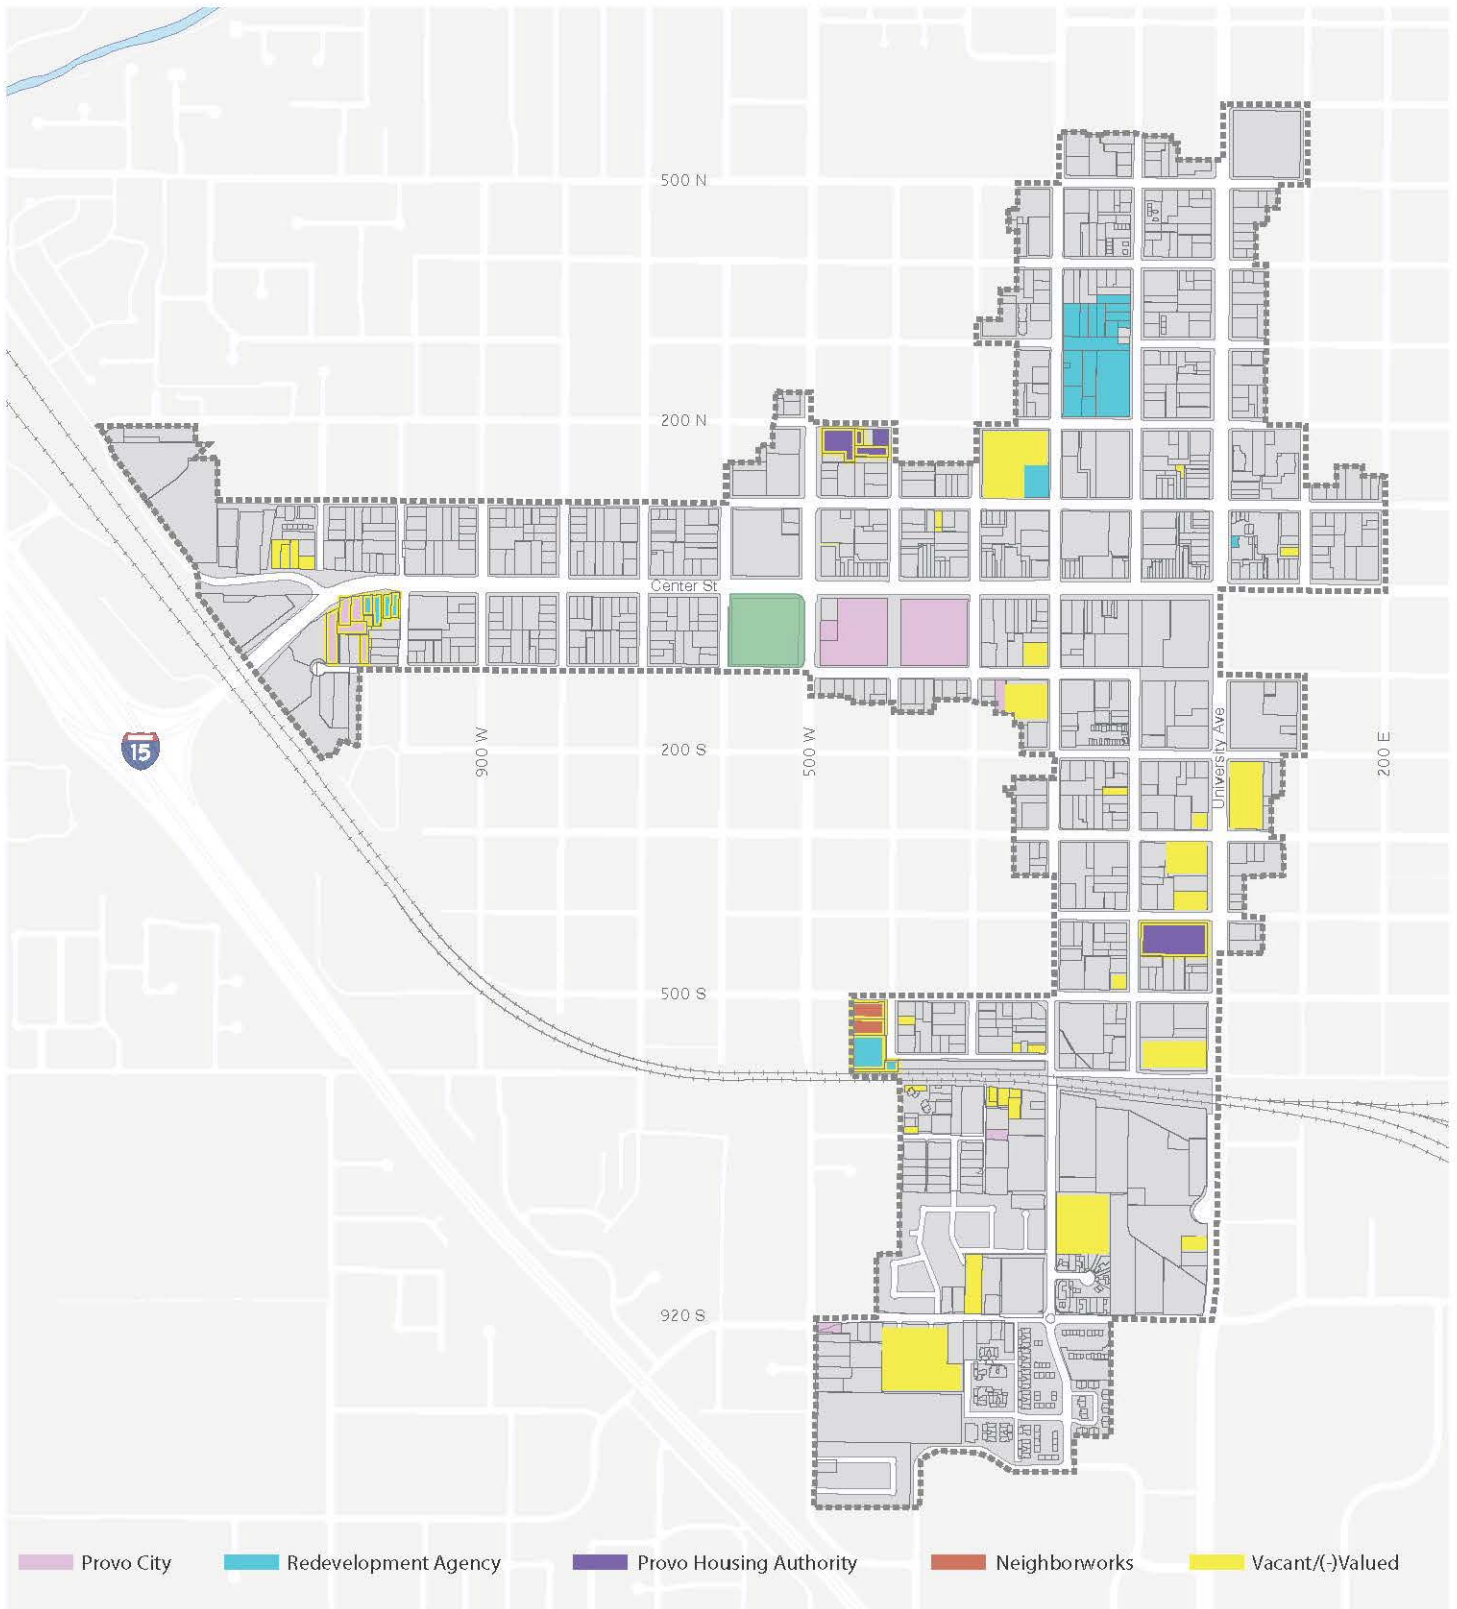 500 N
200 N
Center St
900 W
200 S
500 W
University Ave
200 E
15
500 S
920 S
Provo City
Redevelopment Agency
Provo Housing Authority
Neighborworks
Vacant/(-)Valued